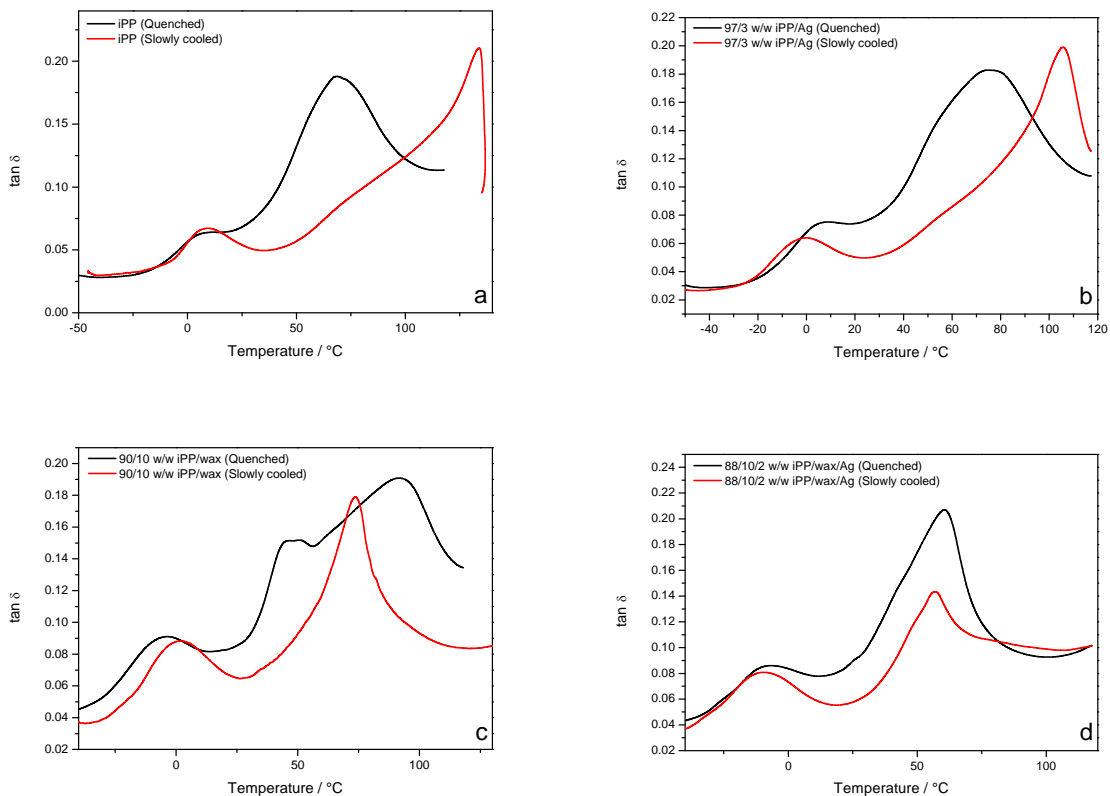 iPP (Quenched)
iPP (Slowly cooled)
0.20
0.15
0.10
0.05
0.00
tan δ
-50
0
50
100
Temperature / °C
a
97/3 w/w iPP/Ag (Quenched)
97/3 w/w iPP/Ag (Slowly cooled)
0.22
0.20
0.18
0.16
0.14
0.12
0.10
0.08
0.06
0.04
0.02
tan δ
-40
-20
0
20
40
60
80
100
120
Temperature / °C
b
90/10 w/w iPP/wax (Quenched)
90/10 w/w iPP/wax (Slowly cooled)
0.20
0.18
0.16
0.14
0.12
0.10
0.08
0.06
0.04
0.02
tan δ
0
50
100
Temperature / °C
c
88/10/2 w/w iPP/wax/Ag (Quenched)
88/10/2 w/w iPP/wax/Ag (Slowly cooled)
0.24
0.22
0.20
0.18
0.16
0.14
0.12
0.10
0.08
0.06
0.04
0.02
tan δ
0
50
100
Temperature / °C
d